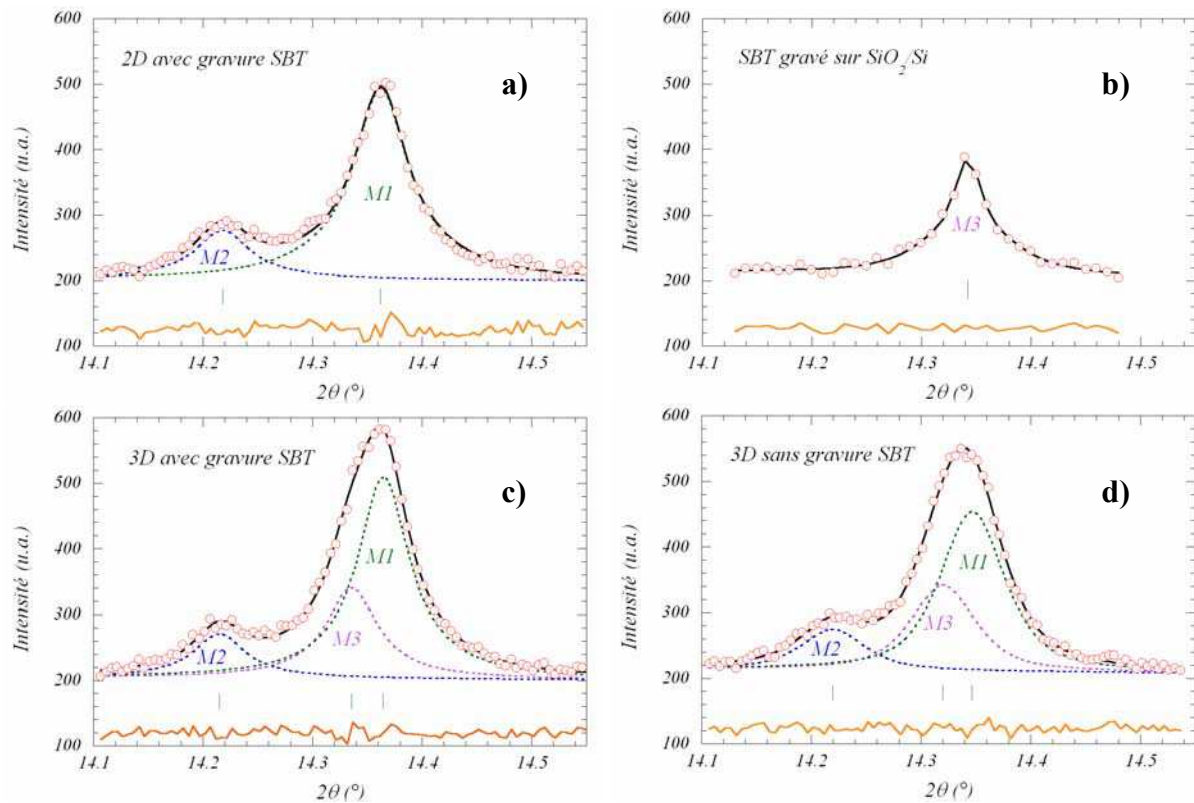 600
500
400
300
200
100
Intensité (u.a.)
2D avec gravure SBT
a)
M1
M2
14.1 14.2 14.3 14.4 14.5
2θ (°)
600
500
400
300
200
100
Intensité (u.a.)
SBT gravé sur SiO2/Si
b)
M3
14.1 14.2 14.3 14.4 14.5
2θ (°)
600
500
400
300
200
100
Intensité (u.a.)
3D avec gravure SBT
c)
M1
M3
M2
14.1 14.2 14.3 14.4 14.5
2θ (°)
600
500
400
300
200
100
Intensité (u.a.)
3D sans gravure SBT
d)
M1
M3
M2
14.1 14.2 14.3 14.4 14.5
2θ (°)